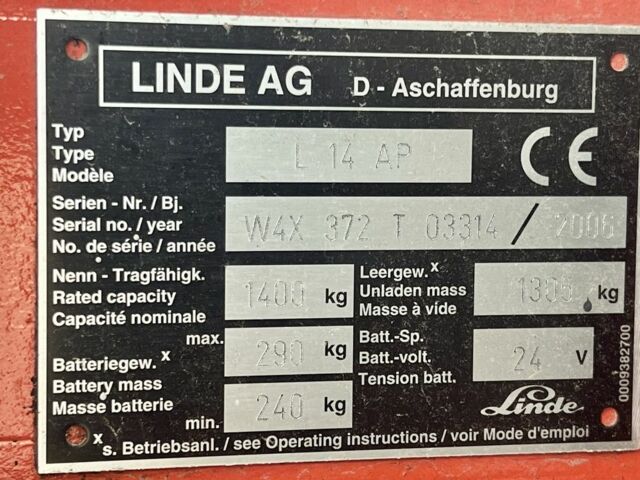 LINDE AG D - Aschaffenburg
Typ
Type
Modèle
L 14 AP
CE
Serien - Nr. / Bj.
Serial no. / year
No. de série / année
W4X 372 T 03314 / 2006
Nenn - Tragfähigk.
Rated capacity
Capacité nominale
1400 kg
Leergew. x
Unladen mass
Masse à vide
1305 kg
Batteriegew. x
Battery mass
Masse batterie
max.
290 kg
min.
240 kg
Batt.-Sp.
Batt.-volt.
Tension batt.
24 V
Linde
0009382700
x s. Betriebsanl. / see Operating instructions / voir Mode d'emploi